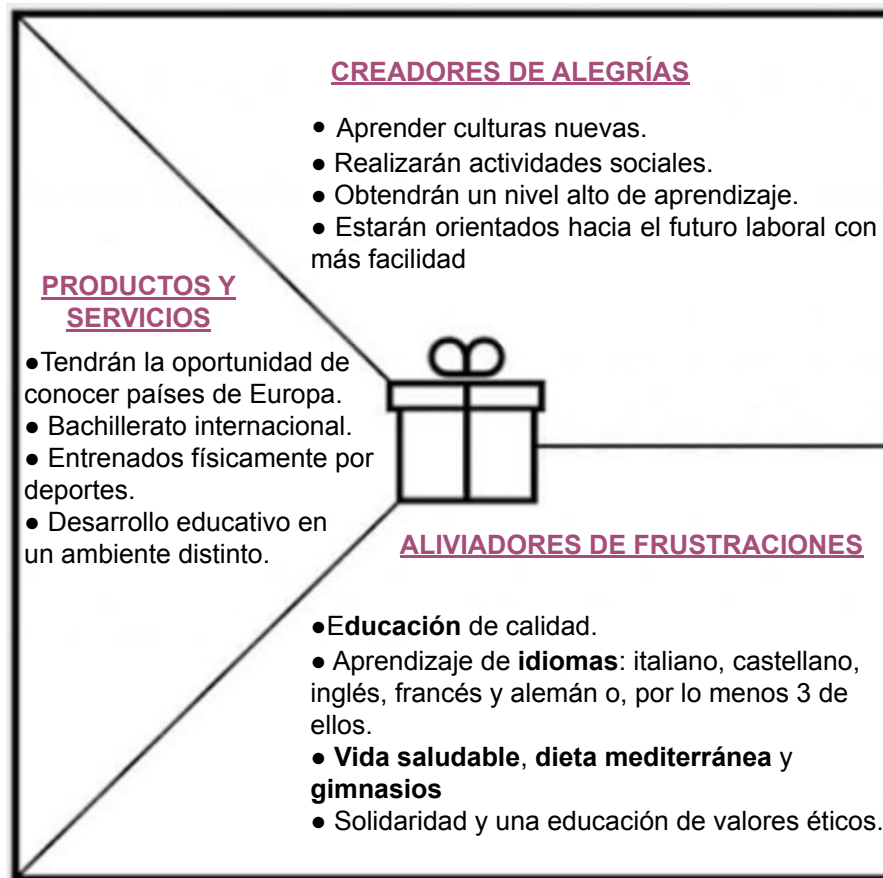 CREADORES DE ALEGRÍAS
● Aprender culturas nuevas.
● Realizarán actividades sociales.
● Obtendrán un nivel alto de aprendizaje.
● Estarán orientados hacia el futuro laboral con
más facilidad
PRODUCTOS Y
SERVICIOS
●Tendrán la oportunidad de
conocer países de Europa.
● Bachillerato internacional.
● Entrenados físicamente por
deportes.
● Desarrollo educativo en
un ambiente distinto.
ALIVIADORES DE FRUSTRACIONES
●Educación de calidad.
● Aprendizaje de idiomas: italiano, castellano,
inglés, francés y alemán o, por lo menos 3 de
ellos.
● Vida saludable, dieta mediterránea y
gimnasios
● Solidaridad y una educación de valores éticos.